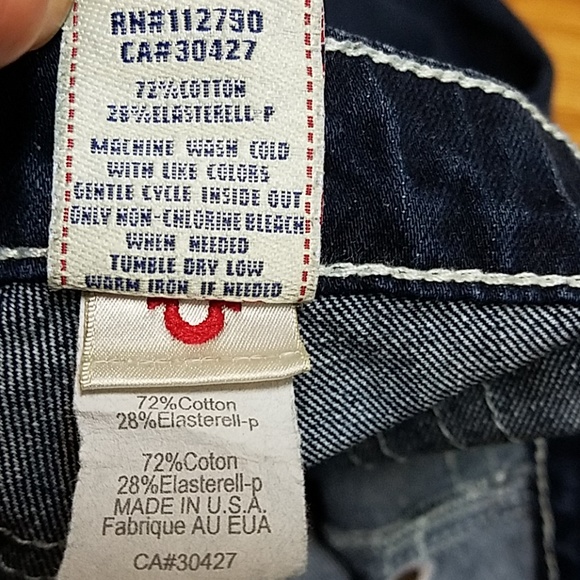 RN#112790
CA#30427
72%COTTON
28%ELASTERELL-P
MACHINE WASH COLD
WITH LIKE COLORS
GENTLE CYCLE INSIDE OUT
ONLY NON-CHLORINE BLEACH
WHEN NEEDED
TUMBLE DRY LOW
WARM IRON IF NEEDED
72%Cotton
28%Elasterell-p
72%Coton
28%Elasterell-p
MADE IN U.S.A.
Fabrique AU EUA
CA#30427